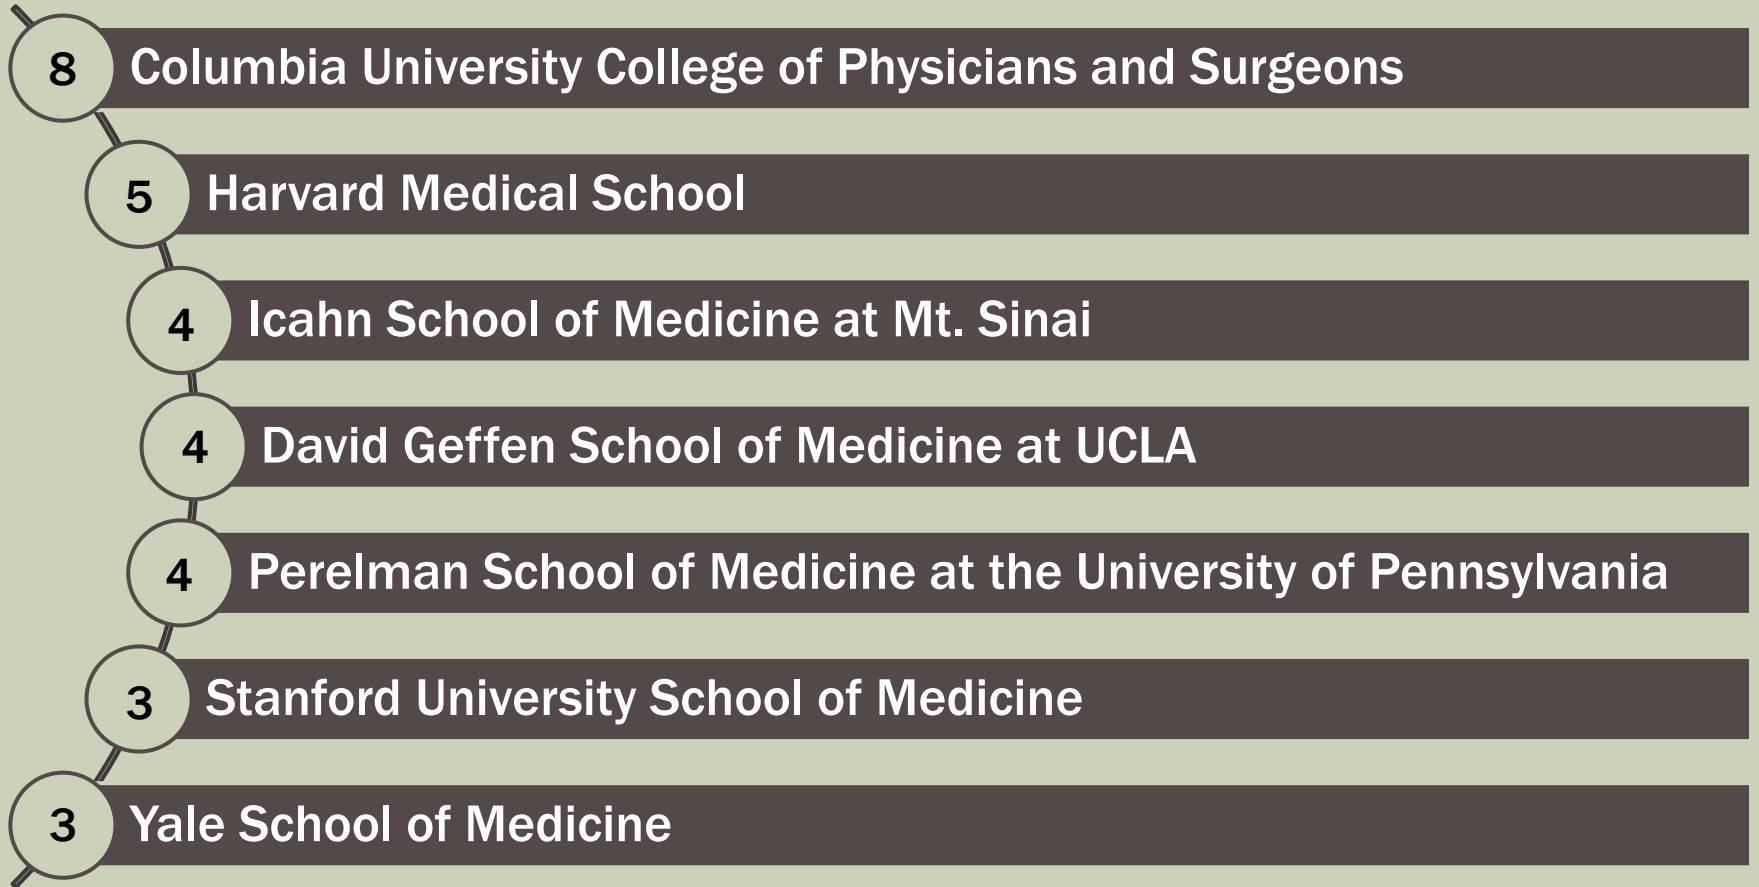 8 Columbia University College of Physicians and Surgeons
5 Harvard Medical School
4 Icahn School of Medicine at Mt. Sinai
4 David Geffen School of Medicine at UCLA
4 Perelman School of Medicine at the University of Pennsylvania
3 Stanford University School of Medicine
3 Yale School of Medicine